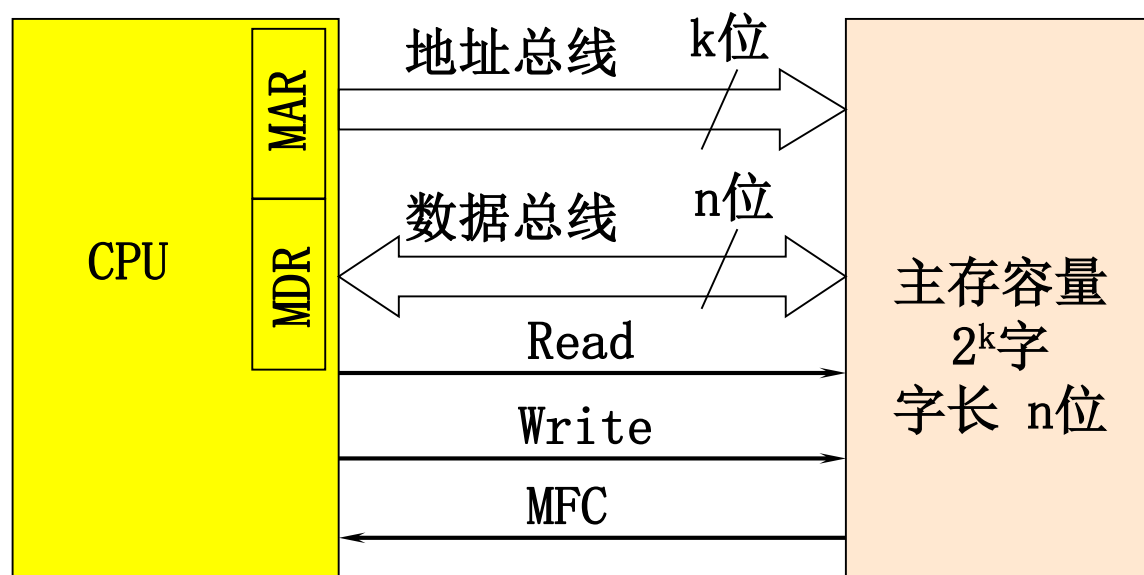 地址总线
k位
MAR
数据总线
n位
CPU
MDR
Read
Write
MFC
主存容量
2ᵏ字
字长 n位